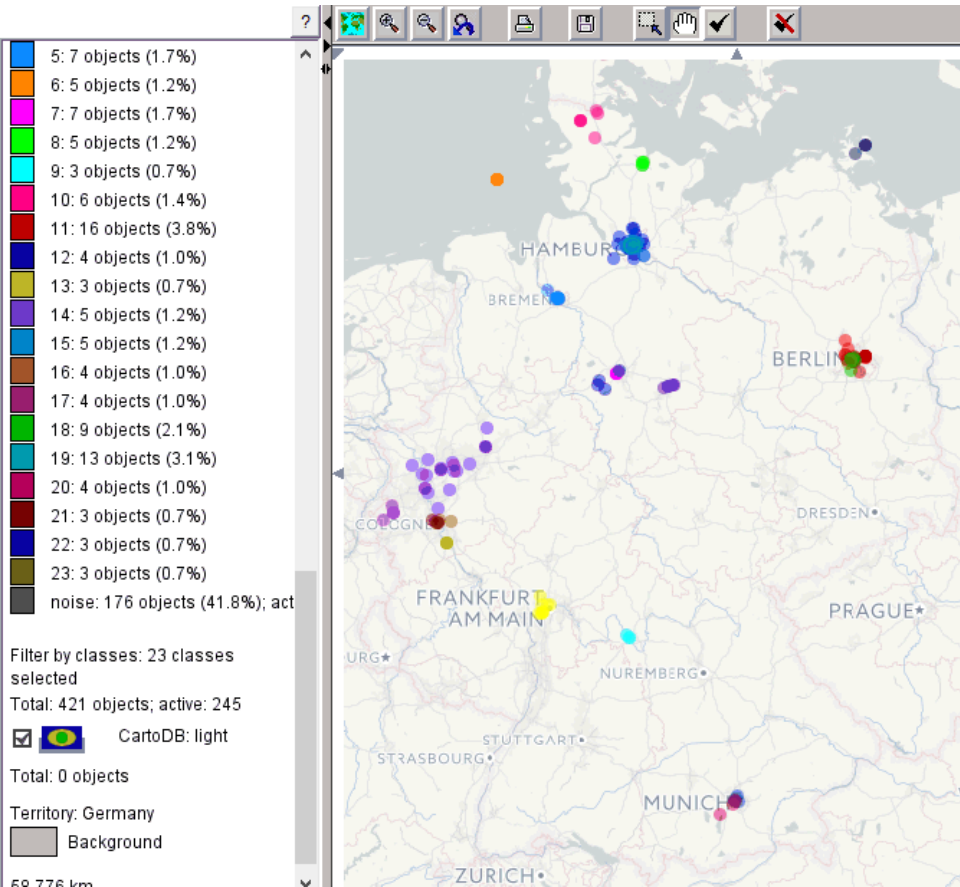 ?
5: 7 objects (1.7%)
6: 5 objects (1.2%)
7: 7 objects (1.7%)
8: 5 objects (1.2%)
9: 3 objects (0.7%)
10: 6 objects (1.4%)
11: 16 objects (3.8%)
12: 4 objects (1.0%)
13: 3 objects (0.7%)
14: 5 objects (1.2%)
15: 5 objects (1.2%)
16: 4 objects (1.0%)
17: 4 objects (1.0%)
18: 9 objects (2.1%)
19: 13 objects (3.1%)
20: 4 objects (1.0%)
21: 3 objects (0.7%)
22: 3 objects (0.7%)
23: 3 objects (0.7%)
noise: 176 objects (41.8%); act
Filter by classes: 23 classes
selected
Total: 421 objects; active: 245
CartoDB: light
Total: 0 objects
Territory: Germany
Background
58,776 km
HAMBUR
BREMEN
BERLIN
COLOGNE
DRESDEN
FRANKFURT
AM MAIN
PRAGUE
URG
NUREMBERG
STUTTGART
STRASBOURG
MUNICH
ZURICH